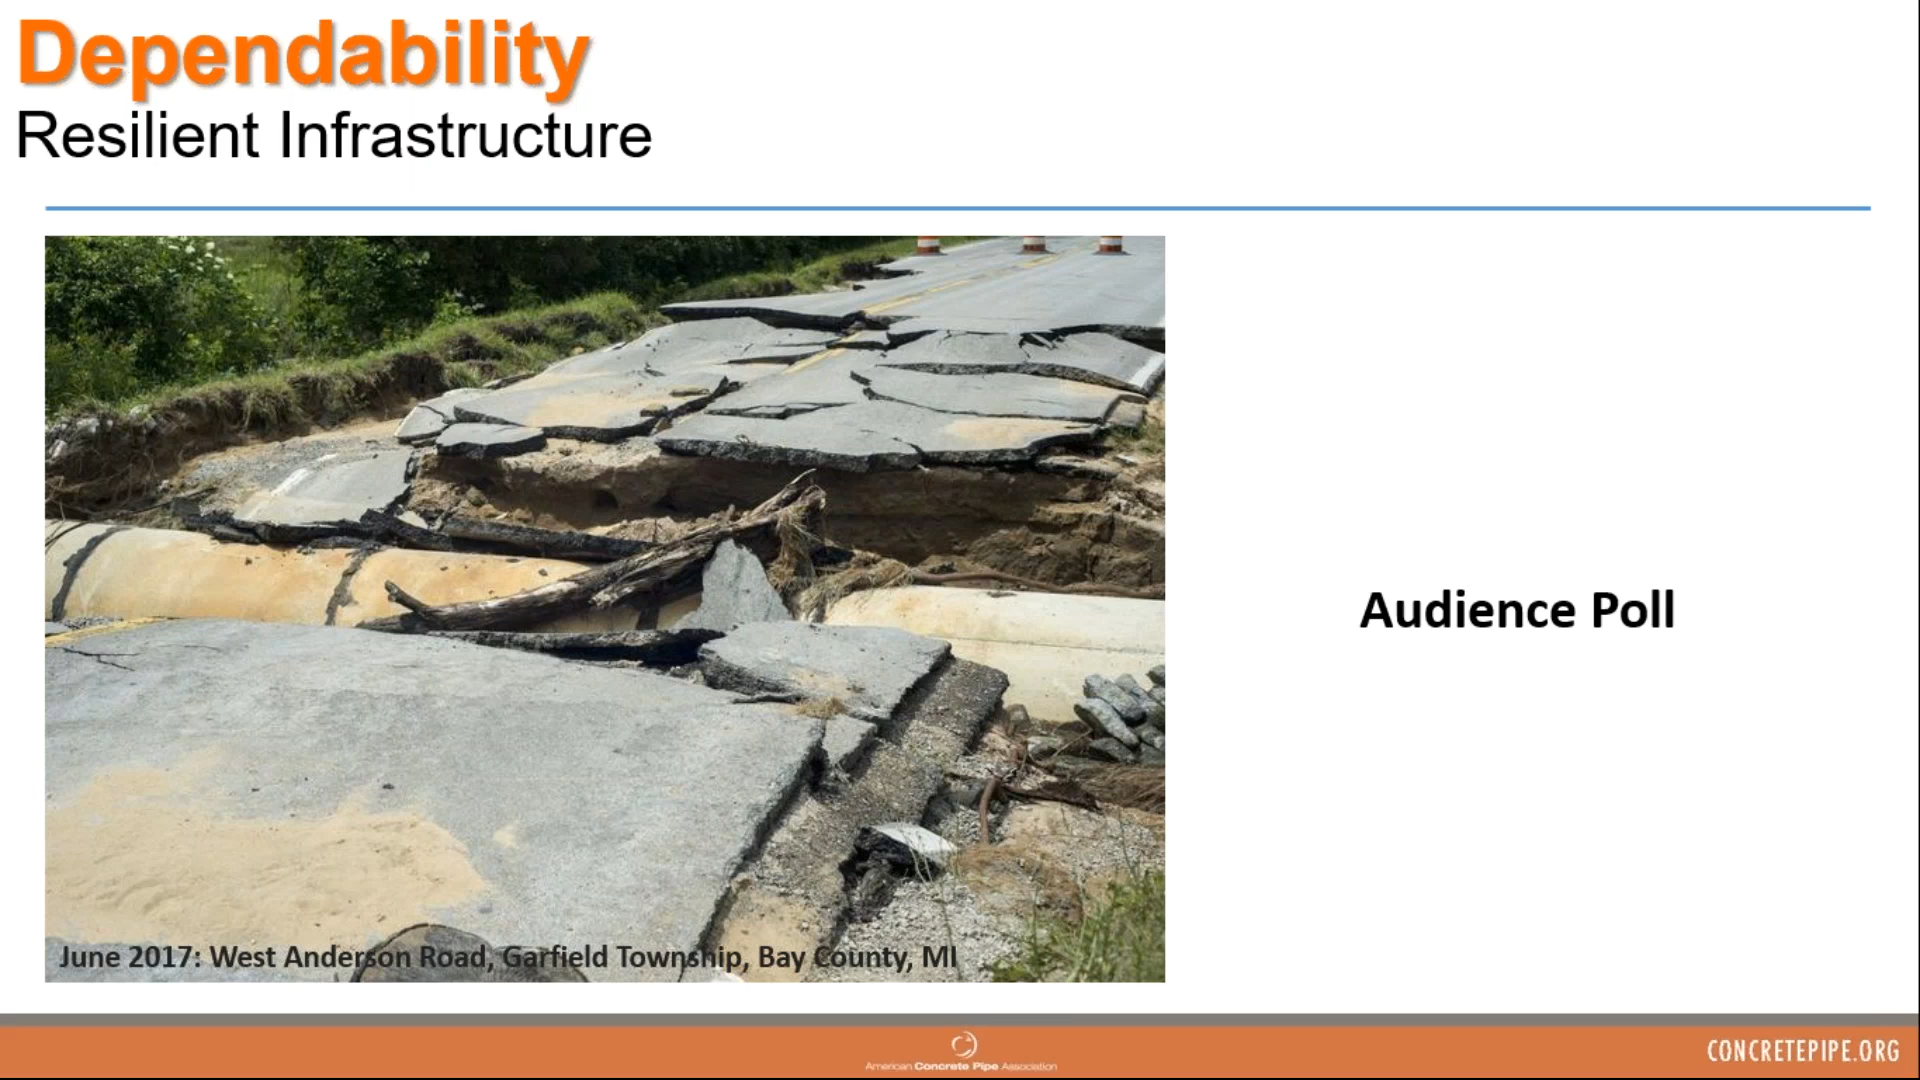 Dependability
Resilient Infrastructure
Audience Poll
June 2017: West Anderson Road, Garfield Township, Bay County, MI
American Concrete Pipe Association
CONCRETEPIPE.ORG